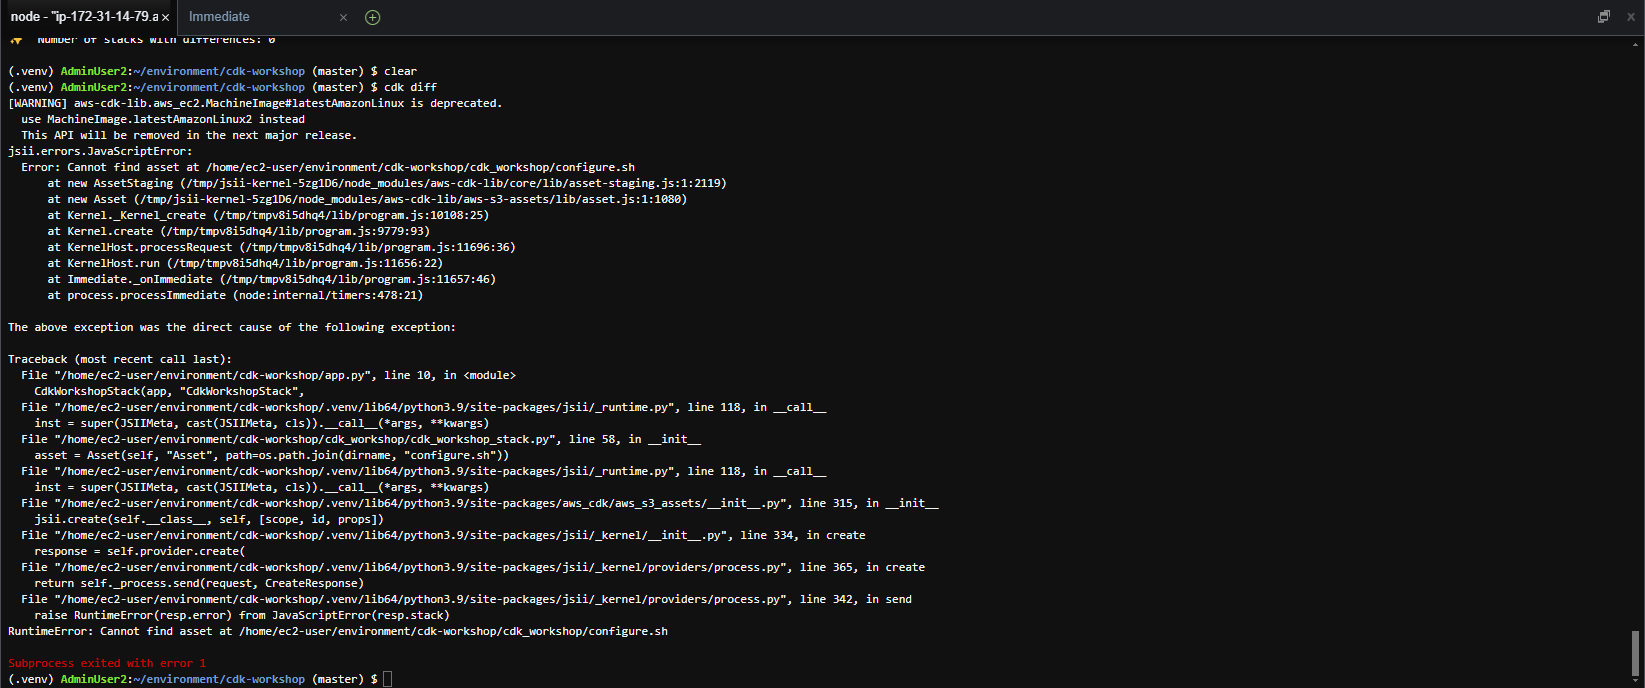 node - "ip-172-31-14-79.a × Immediate ×
Number of stacks with differences: 0
(.venv) AdminUser2:~/environment/cdk-workshop (master) $ clear
(.venv) AdminUser2:~/environment/cdk-workshop (master) $ cdk diff
[WARNING] aws-cdk-lib.aws_ec2.MachineImage#latestAmazonLinux is deprecated.
  use MachineImage.latestAmazonLinux2 instead
  This API will be removed in the next major release.
jsii.errors.JavaScriptError:
  Error: Cannot find asset at /home/ec2-user/environment/cdk-workshop/cdk_workshop/configure.sh
      at new AssetStaging (/tmp/jsii-kernel-5zg1D6/node_modules/aws-cdk-lib/core/lib/asset-staging.js:1:2119)
      at new Asset (/tmp/jsii-kernel-5zg1D6/node_modules/aws-cdk-lib/aws-s3-assets/lib/asset.js:1:1080)
      at Kernel._Kernel_create (/tmp/tmpv8i5dhq4/lib/program.js:10108:25)
      at Kernel.create (/tmp/tmpv8i5dhq4/lib/program.js:9779:93)
      at KernelHost.processRequest (/tmp/tmpv8i5dhq4/lib/program.js:11696:36)
      at KernelHost.run (/tmp/tmpv8i5dhq4/lib/program.js:11656:22)
      at Immediate._onImmediate (/tmp/tmpv8i5dhq4/lib/program.js:11657:46)
      at process.processImmediate (node:internal/timers:478:21)
The above exception was the direct cause of the following exception:
Traceback (most recent call last):
  File "/home/ec2-user/environment/cdk-workshop/app.py", line 10, in <module>
    CdkWorkshopStack(app, "CdkWorkshopStack",
  File "/home/ec2-user/environment/cdk-workshop/.venv/lib64/python3.9/site-packages/jsii/_runtime.py", line 118, in __call__
    inst = super(JSIIMeta, cast(JSIIMeta, cls)).__call__(*args, **kwargs)
  File "/home/ec2-user/environment/cdk-workshop/cdk_workshop/cdk_workshop_stack.py", line 58, in __init__
    asset = Asset(self, "Asset", path=os.path.join(dirname, "configure.sh"))
  File "/home/ec2-user/environment/cdk-workshop/.venv/lib64/python3.9/site-packages/jsii/_runtime.py", line 118, in __call__
    inst = super(JSIIMeta, cast(JSIIMeta, cls)).__call__(*args, **kwargs)
  File "/home/ec2-user/environment/cdk-workshop/.venv/lib64/python3.9/site-packages/aws_cdk/aws_s3_assets/__init__.py", line 315, in __init__
    jsii.create(self.__class__, self, [scope, id, props])
  File "/home/ec2-user/environment/cdk-workshop/.venv/lib64/python3.9/site-packages/jsii/_kernel/__init__.py", line 334, in create
    response = self.provider.create(
  File "/home/ec2-user/environment/cdk-workshop/.venv/lib64/python3.9/site-packages/jsii/_kernel/providers/process.py", line 365, in create
    return self._process.send(request, CreateResponse)
  File "/home/ec2-user/environment/cdk-workshop/.venv/lib64/python3.9/site-packages/jsii/_kernel/providers/process.py", line 342, in send
    raise RuntimeError(resp.error) from JavaScriptError(resp.stack)
RuntimeError: Cannot find asset at /home/ec2-user/environment/cdk-workshop/cdk_workshop/configure.sh
Subprocess exited with error 1
(.venv) AdminUser2:~/environment/cdk-workshop (master) $